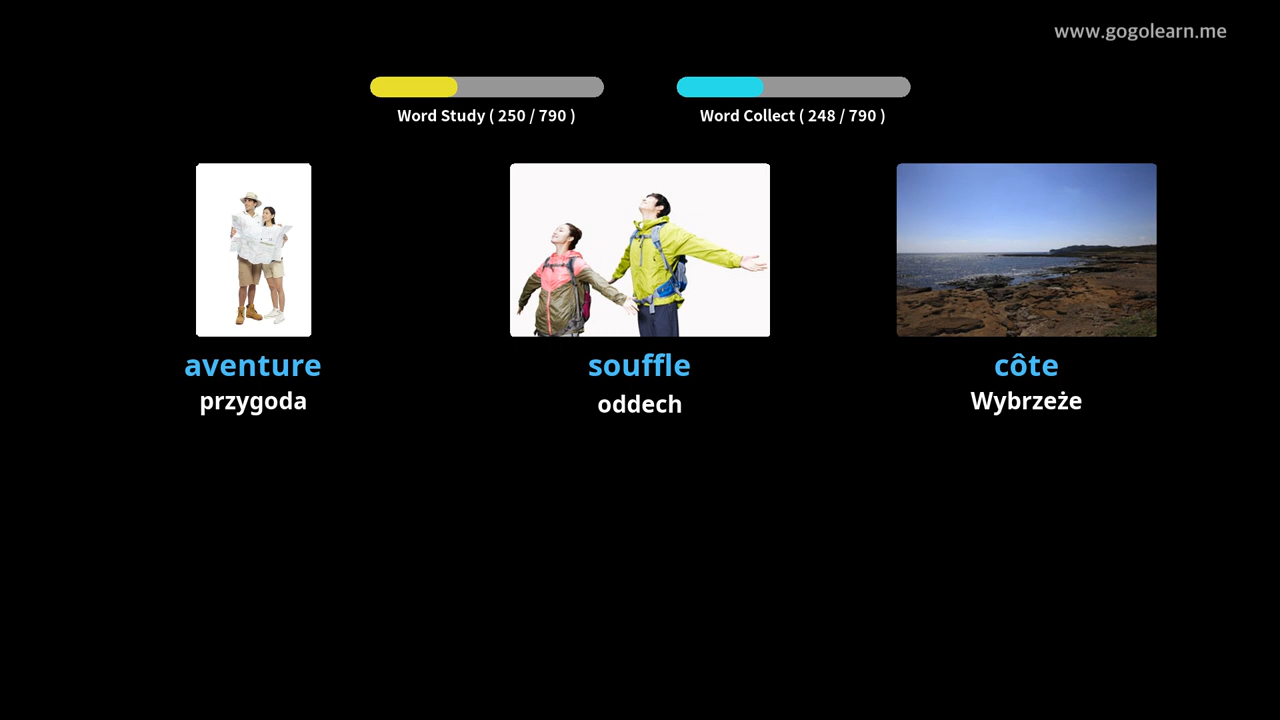 www.gogolearn.me
Word Study ( 250 / 790 )
Word Collect ( 248 / 790 )
aventure
przygoda
souffle
oddech
côte
Wybrzeże